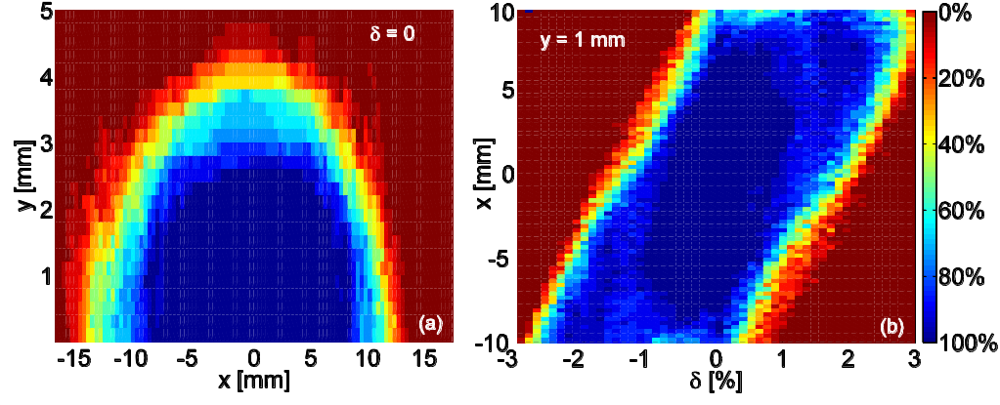 5
4
3
2
1
y [mm]
-15 -10 -5 0 5 10 15
x [mm]
δ = 0
(a)
10
5
0
-5
-10
x [mm]
-3 -2 -1 0 1 2 3
δ [%]
y = 1 mm
(b)
0%
20%
40%
60%
80%
100%